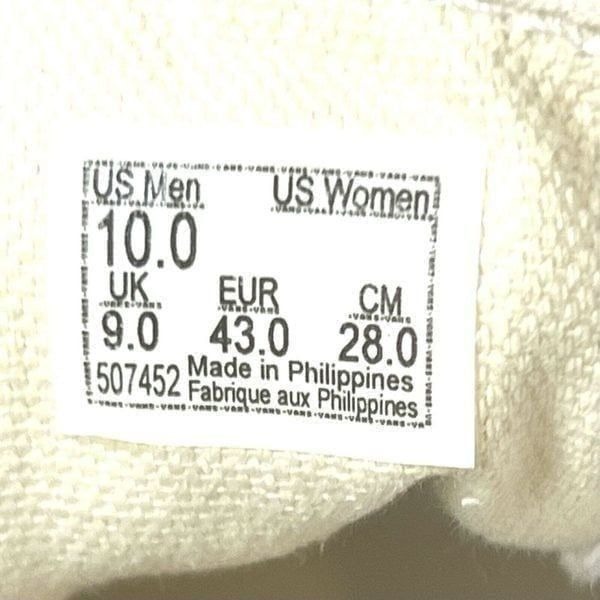 US Men US Women
10.0
UK EUR CM
9.0 43.0 28.0
507452 Made in Philippines
Fabrique aux Philippines